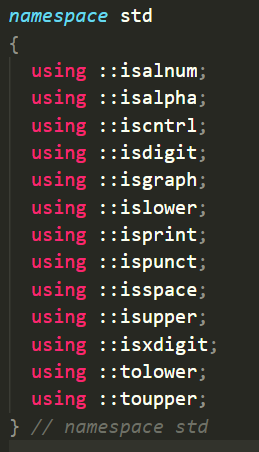 namespace std
{
using ::isalnum;
using ::isalpha;
using ::iscntrl;
using ::isdigit;
using ::isgraph;
using ::islower;
using ::isprint;
using ::ispunct;
using ::isspace;
using ::isupper;
using ::isxdigit;
using ::tolower;
using ::toupper;
} // namespace std